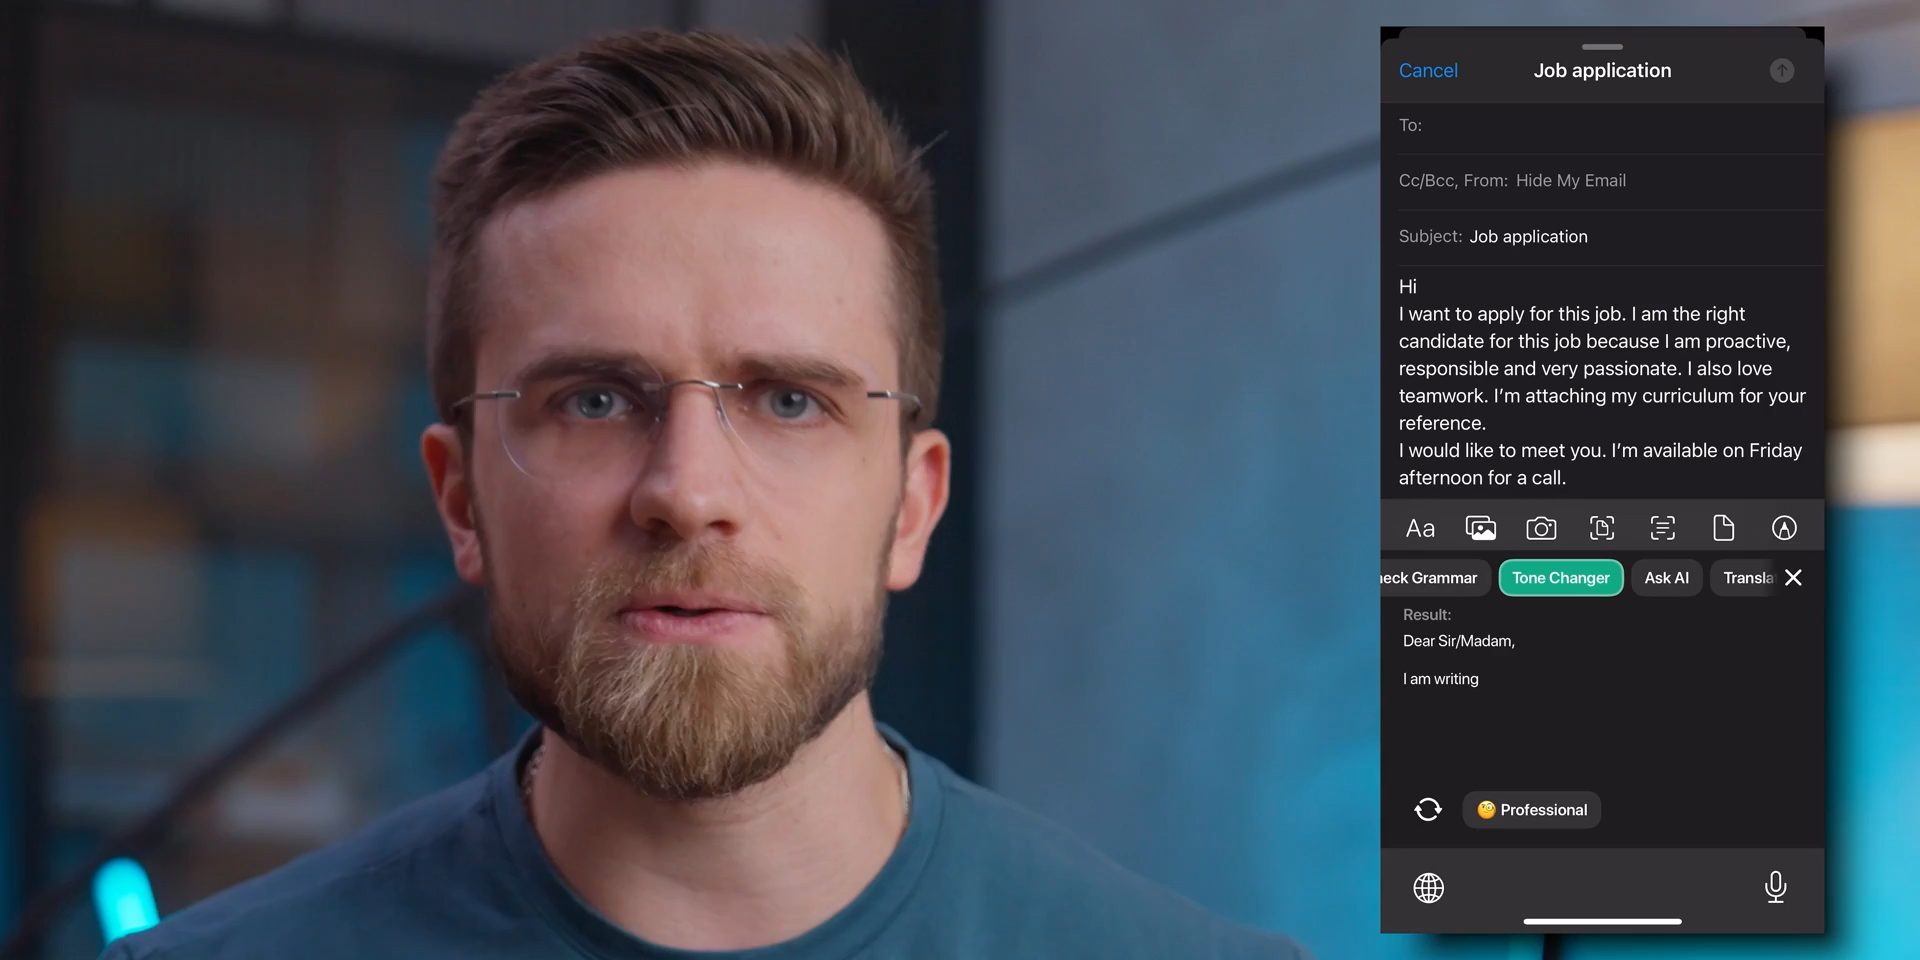 Cancel Job application
To:
Cc/Bcc, From: Hide My Email
Subject: Job application
Hi
I want to apply for this job. I am the right
candidate for this job because I am proactive,
responsible and very passionate. I also love
teamwork. I’m attaching my curriculum for your
reference.
I would like to meet you. I’m available on Friday
afternoon for a call.
Aa
eck Grammar Tone Changer Ask AI Transla
Result:
Dear Sir/Madam,
I am writing
Professional